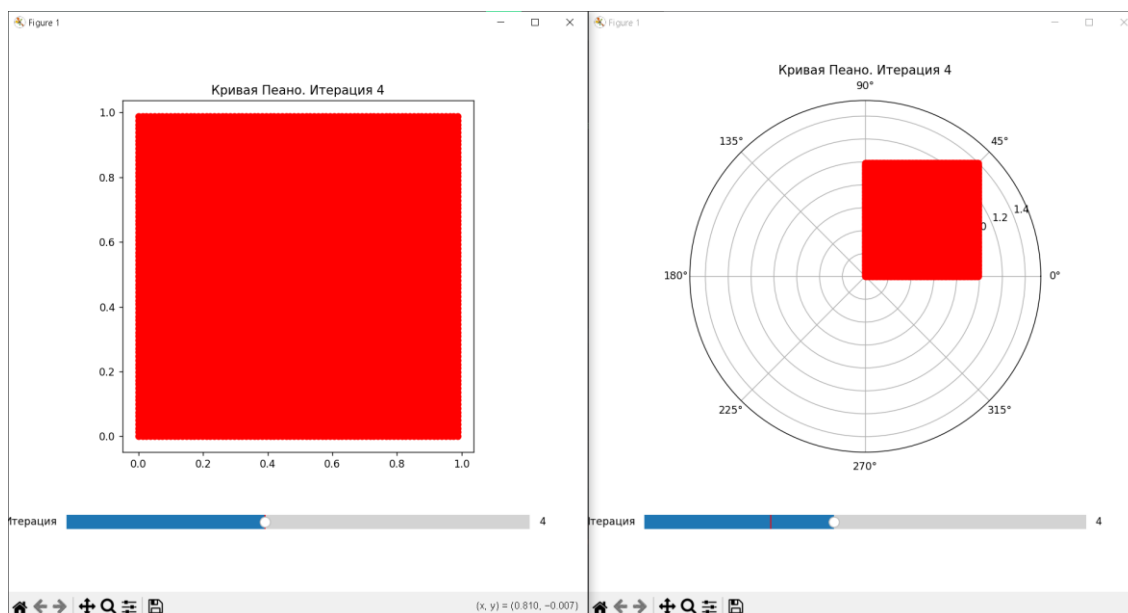 Figure 1
Кривая Пеано. Итерация 4
1.0
0.8
0.6
0.4
0.2
0.0
0.0 0.2 0.4 0.6 0.8 1.0
Итерация 4
(x, y) = (0.810, −0.007)
Figure 1
Кривая Пеано. Итерация 4
90°
135° 45°
1.4
1.2
0
180° 0°
225° 315°
270°
Итерация 4